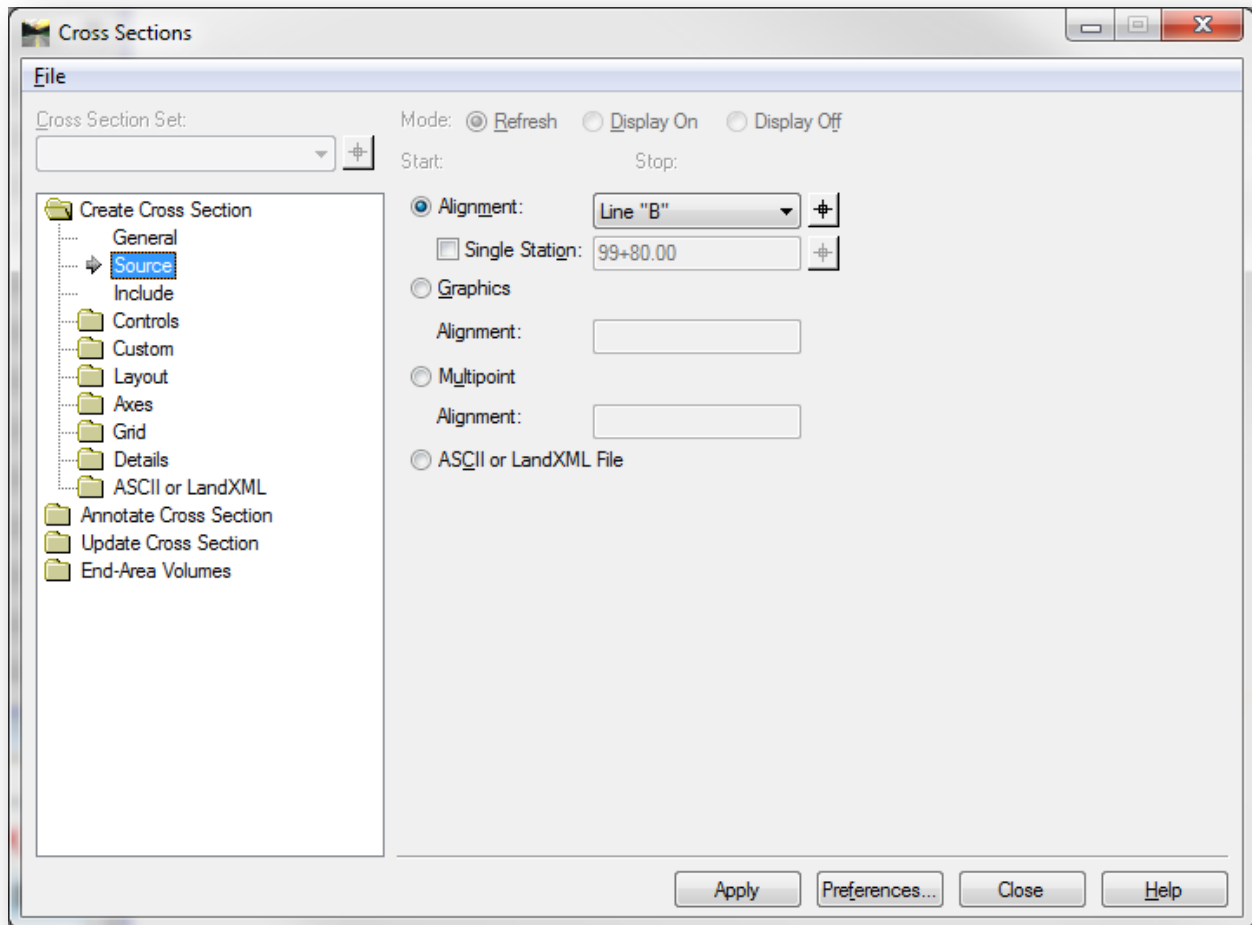 Cross Sections
File
Cross Section Set:
Mode: Refresh Display On Display Off
Start: Stop:
Create Cross Section
General
Source
Include
Controls
Custom
Layout
Axes
Grid
Details
ASCII or LandXML
Annotate Cross Section
Update Cross Section
End-Area Volumes
Alignment: Line "B"
Single Station: 99+80.00
Graphics
Alignment:
Multipoint
Alignment:
ASCII or LandXML File
Apply Preferences... Close Help